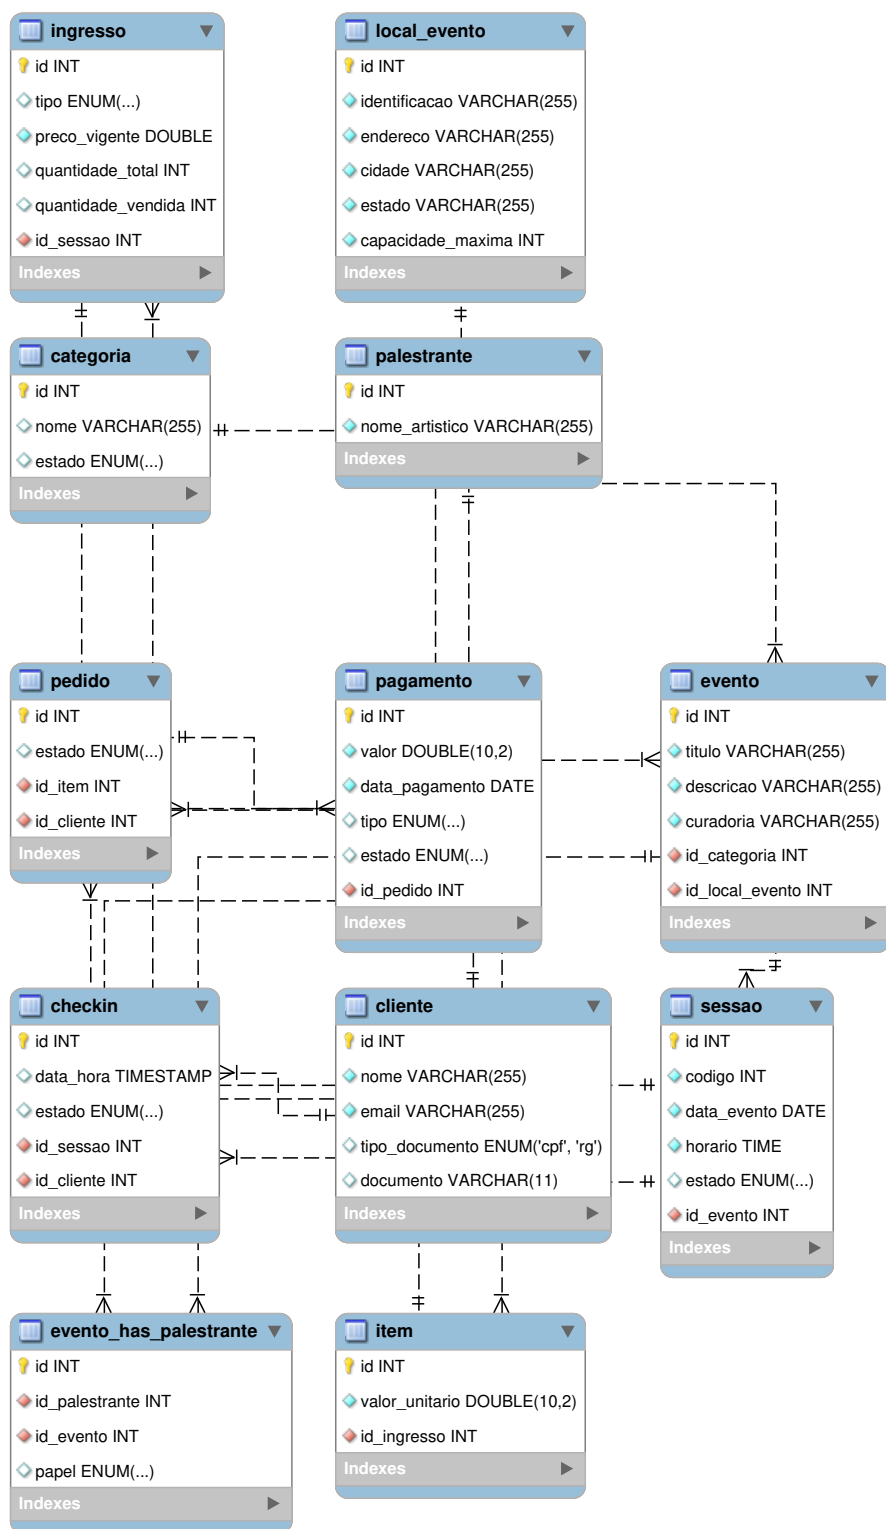 ingresso
id INT
tipo ENUM(...)
preco_vigente DOUBLE
quantidade_total INT
quantidade_vendida INT
id_sessao INT
Indexes
local_evento
id INT
identificacao VARCHAR(255)
endereco VARCHAR(255)
cidade VARCHAR(255)
estado VARCHAR(255)
capacidade_maxima INT
Indexes
categoria
id INT
nome VARCHAR(255)
estado ENUM(...)
Indexes
palestrante
id INT
nome_artistico VARCHAR(255)
Indexes
pedido
id INT
estado ENUM(...)
id_item INT
id_cliente INT
Indexes
pagamento
id INT
valor DOUBLE(10,2)
data_pagamento DATE
tipo ENUM(...)
estado ENUM(...)
id_pedido INT
Indexes
evento
id INT
titulo VARCHAR(255)
descricao VARCHAR(255)
curadoria VARCHAR(255)
id_categoria INT
id_local_evento INT
Indexes
checkin
id INT
data_hora TIMESTAMP
estado ENUM(...)
id_sessao INT
id_cliente INT
Indexes
cliente
id INT
nome VARCHAR(255)
email VARCHAR(255)
tipo_documento ENUM('cpf', 'rg')
documento VARCHAR(11)
Indexes
sessao
id INT
codigo INT
data_evento DATE
horario TIME
estado ENUM(...)
id_evento INT
Indexes
evento_has_palestrante
id INT
id_palestrante INT
id_evento INT
papel ENUM(...)
Indexes
item
id INT
valor_unitario DOUBLE(10,2)
id_ingresso INT
Indexes